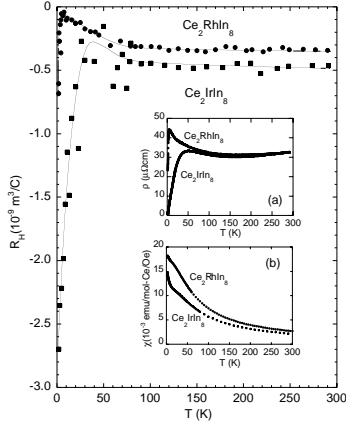 0
Ce₂RhIn₈
-0.5
Ce₂IrIn₈
-1.0
-1.5
-2.0
-2.5
-3.0
R_H(10⁻⁹ m³/C)
0 50 100 150 200 250 300
T (K)
50
40
30
20
10
0
ρ (μΩcm)
Ce₂RhIn₈
Ce₂IrIn₈
(a)
0 50 100 150 200 250 300
T (K)
20
15
10
5
0
χ(10⁻³ emu/mol-Ce/Oe)
(b)
Ce₂RhIn₈
Ce₂IrIn₈
0 50 100 150 200 250 300
T (K)